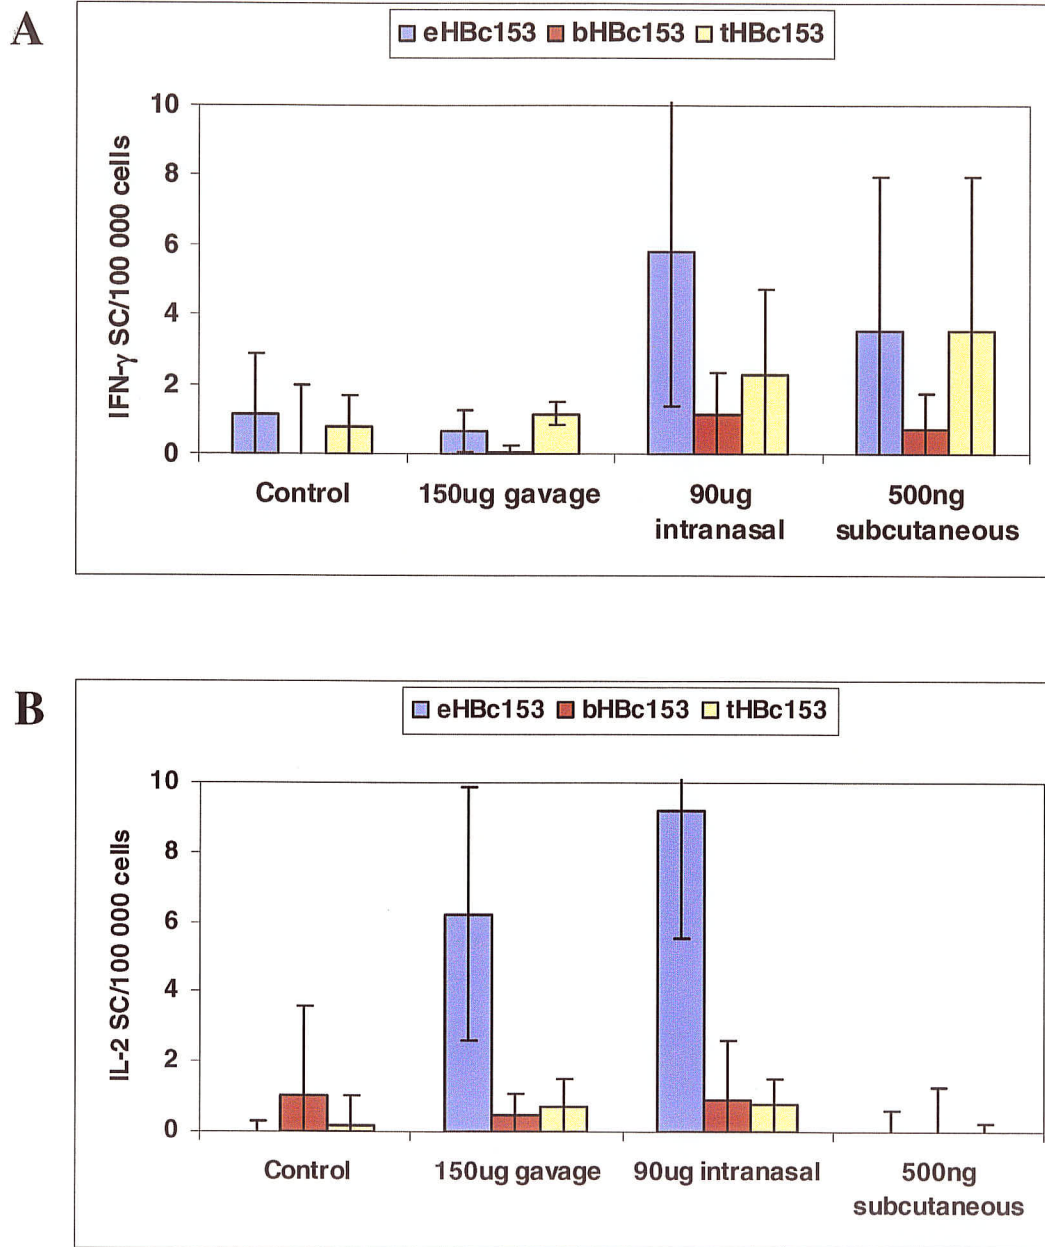 A
eHBc153 bHBc153 tHBc153
10
8
6
4
2
0
IFN-γ SC/100 000 cells
Control
150ug gavage
90ug
intranasal
500ng
subcutaneous
B
eHBc153 bHBc153 tHBc153
10
8
6
4
2
0
IL-2 SC/100 000 cells
Control
150ug gavage
90ug intranasal
500ng
subcutaneous